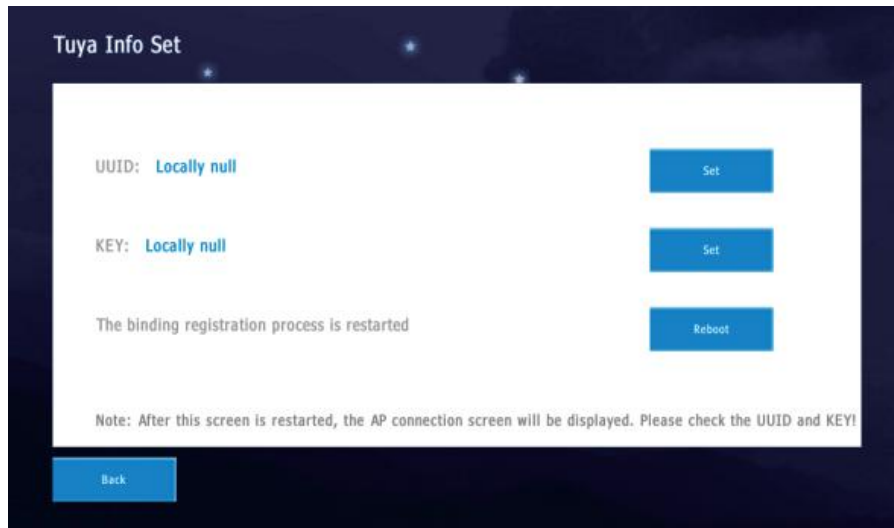 Tuya Info Set
UUID: Locally null Set
KEY: Locally null Set
The binding registration process is restarted Reboot
Note: After this screen is restarted, the AP connection screen will be displayed. Please check the UUID and KEY!
Back